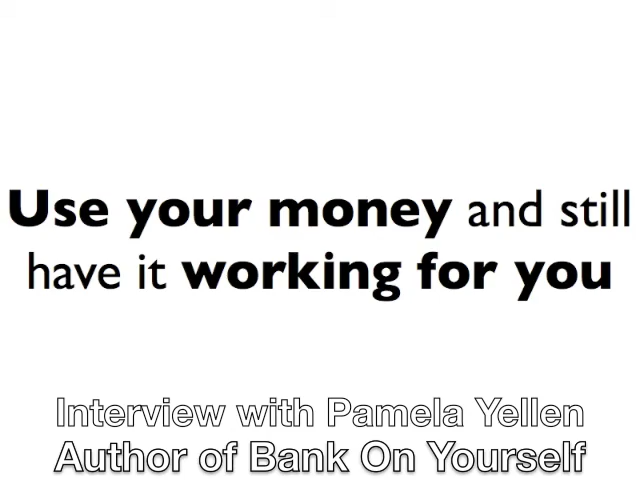 Use your money and still
have it working for you
Interview with Pamela Yellen
Author of Bank On Yourself